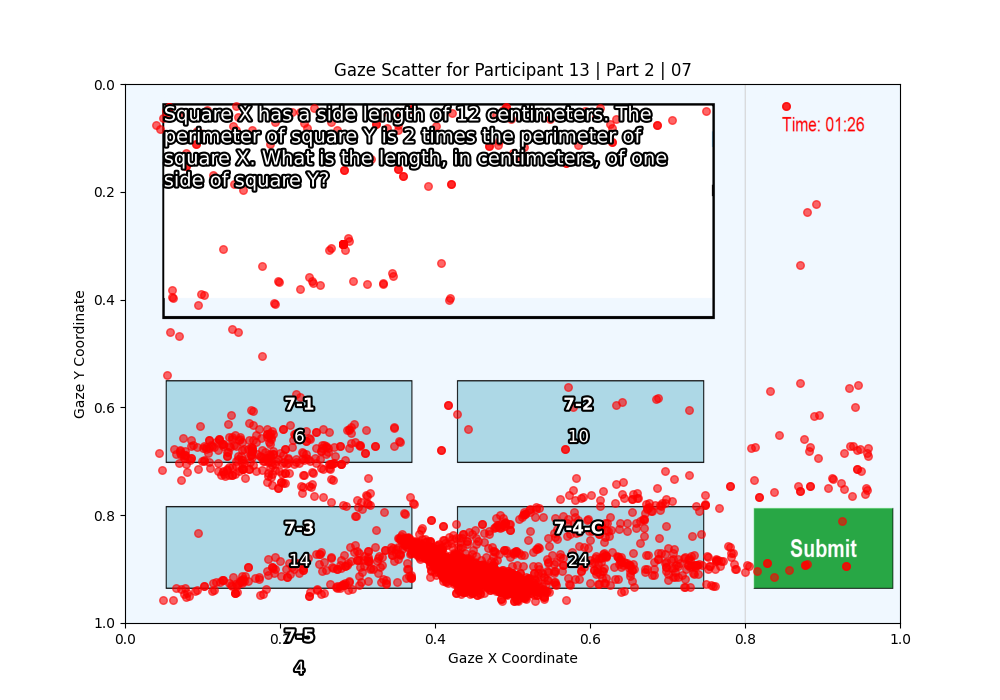 Gaze Scatter for Participant 13 | Part 2 | 07
Square X has a side length of 12 centimeters. The
perimeter of square Y is 2 times the perimeter of
square X. What is the length, in centimeters, of one
side of square Y?
Time: 01:26
7-1
6
7-2
10
7-3
14
7-4-C
24
7-5
4
Submit
0.0
0.2
0.4
0.6
0.8
1.0
Gaze Y Coordinate
0.0
0.2
0.4
0.6
0.8
1.0
Gaze X Coordinate